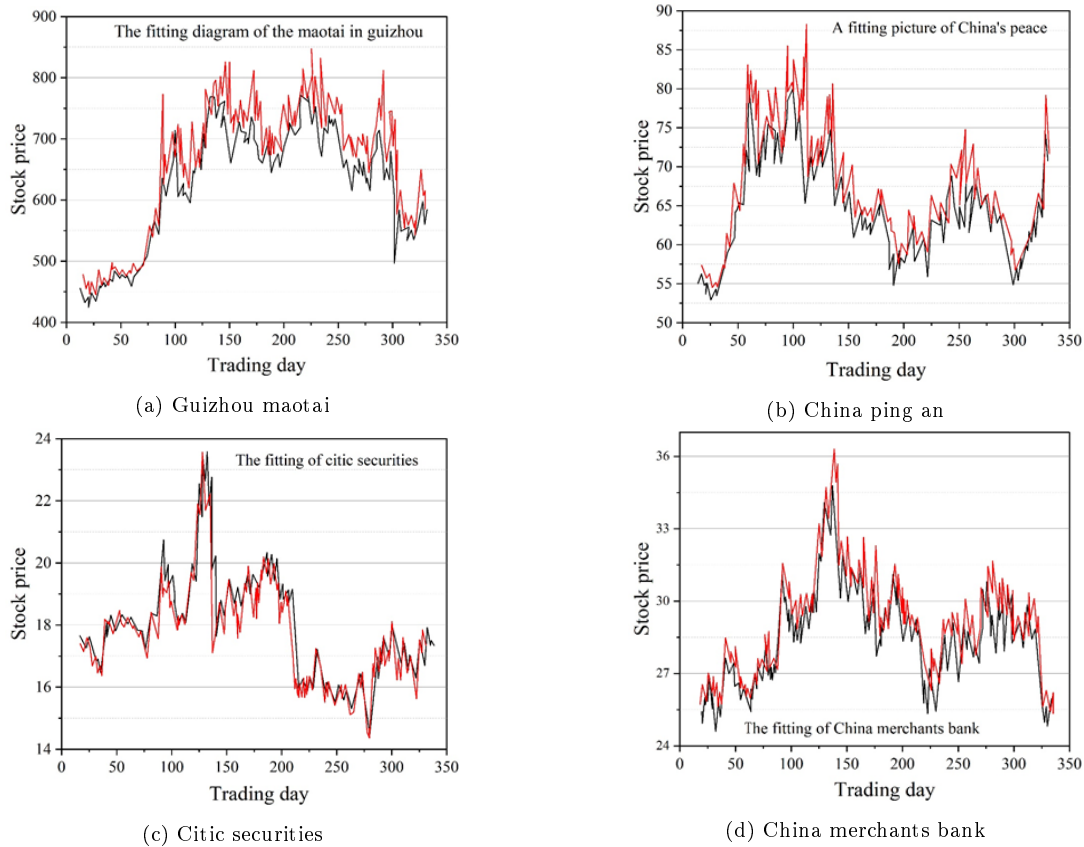 The fitting diagram of the maotai in guizhou
Stock price
900
800
700
600
500
400
0 50 100 150 200 250 300 350
Trading day
(a) Guizhou maotai
A fitting picture of China's peace
Stock price
90
85
80
75
70
65
60
55
50
0 50 100 150 200 250 300 350
Trading day
(b) China ping an
The fitting of citic securities
Stock price
24
22
20
18
16
14
0 50 100 150 200 250 300 350
Trading day
(c) Citic securities
Stock price
36
33
30
27
24
The fitting of China merchants bank
0 50 100 150 200 250 300 350
Trading day
(d) China merchants bank